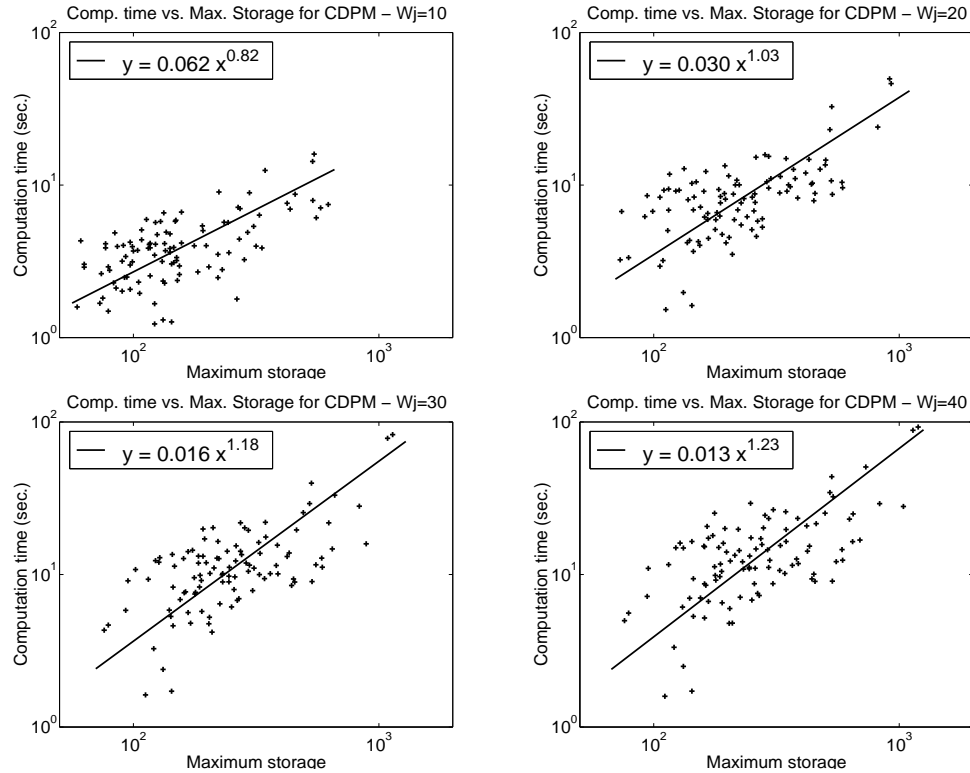 Comp. time vs. Max. Storage for CDPM – Wj=10
10^2
y = 0.062 x^0.82
Computation time (sec.)
10^1
10^0
10^2
10^3
Maximum storage
Comp. time vs. Max. Storage for CDPM – Wj=20
10^2
y = 0.030 x^1.03
Computation time (sec.)
10^1
10^0
10^2
10^3
Maximum storage
Comp. time vs. Max. Storage for CDPM – Wj=30
10^2
y = 0.016 x^1.18
Computation time (sec.)
10^1
10^0
10^2
10^3
Maximum storage
Comp. time vs. Max. Storage for CDPM – Wj=40
10^2
y = 0.013 x^1.23
Computation time (sec.)
10^1
10^0
10^2
10^3
Maximum storage